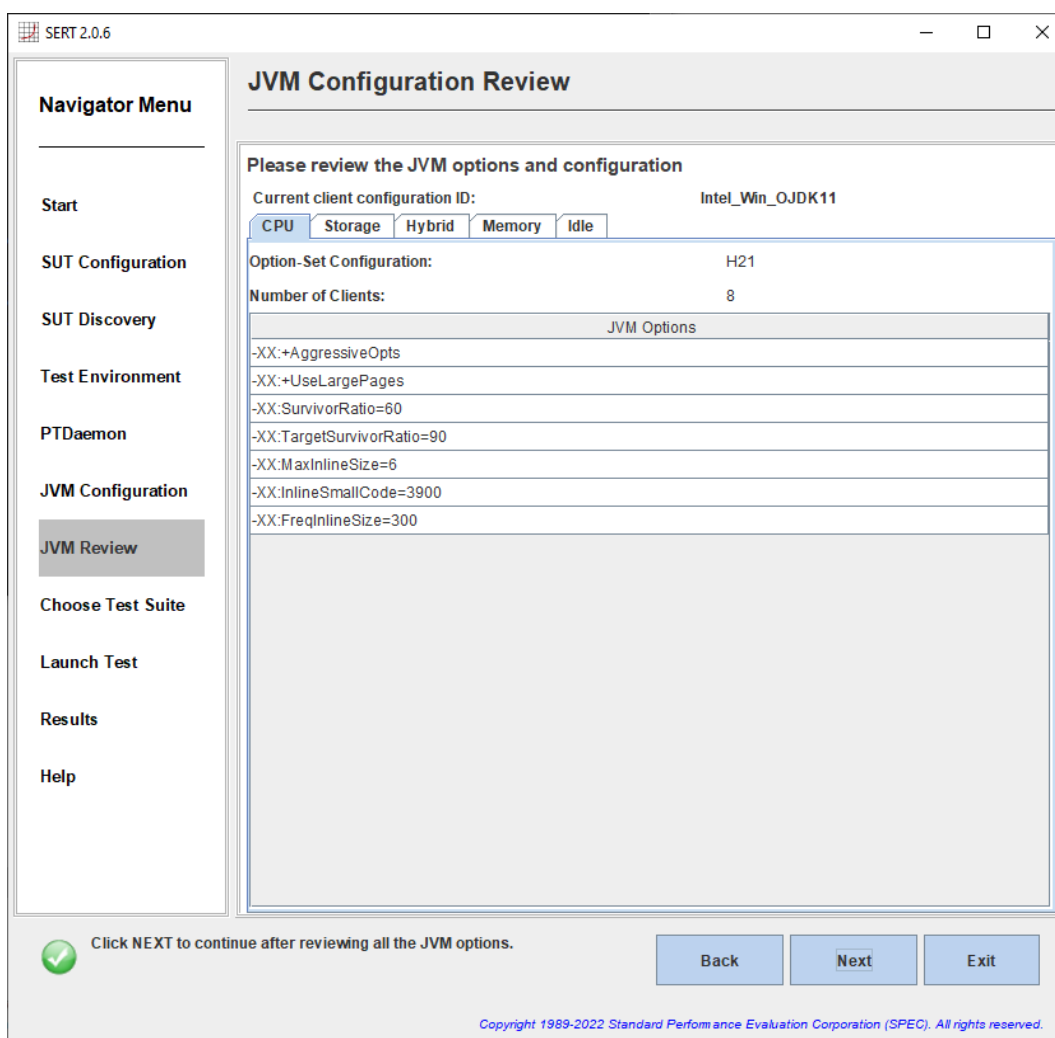 SERT 2.0.6
Navigator Menu
Start
SUT Configuration
SUT Discovery
Test Environment
PTDaemon
JVM Configuration
JVM Review
Choose Test Suite
Launch Test
Results
Help
JVM Configuration Review
Please review the JVM options and configuration
Current client configuration ID: Intel_Win_OJDK11
CPU Storage Hybrid Memory Idle
Option-Set Configuration: H21
Number of Clients: 8
JVM Options
-XX:+AggressiveOpts
-XX:+UseLargePages
-XX:SurvivorRatio=60
-XX:TargetSurvivorRatio=90
-XX:MaxInlineSize=6
-XX:InlineSmallCode=3900
-XX:FreqInlineSize=300
Click NEXT to continue after reviewing all the JVM options.
Back Next Exit
Copyright 1989-2022 Standard Performance Evaluation Corporation (SPEC). All rights reserved.